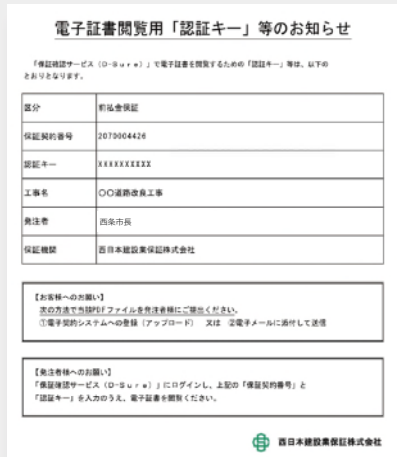 電子証書閲覧用「認証キー」等のお知らせ
「保証確認サービス（D-Sure）」で電子証書を閲覧するための「認証キー」等は、以下の
とおりとなります。
区分 前払金保証
保証契約番号 2070004426
認証キー XXXXXXXXXX
工事名 〇〇道路改良工事
発注者 西条市長
保証機関 西日本建設業保証株式会社
【お客様へのお願い】
次の方法で当該PDFファイルを発注者様にご提出ください。
①電子契約システムへの登録（アップロード） 又は ②電子メールに添付して送信
【発注者様へのお願い】
「保証確認サービス（D-Sure）」にログインし、上記の「保証契約番号」と
「認証キー」を入力のうえ、電子証書を閲覧ください。
西日本建設業保証株式会社